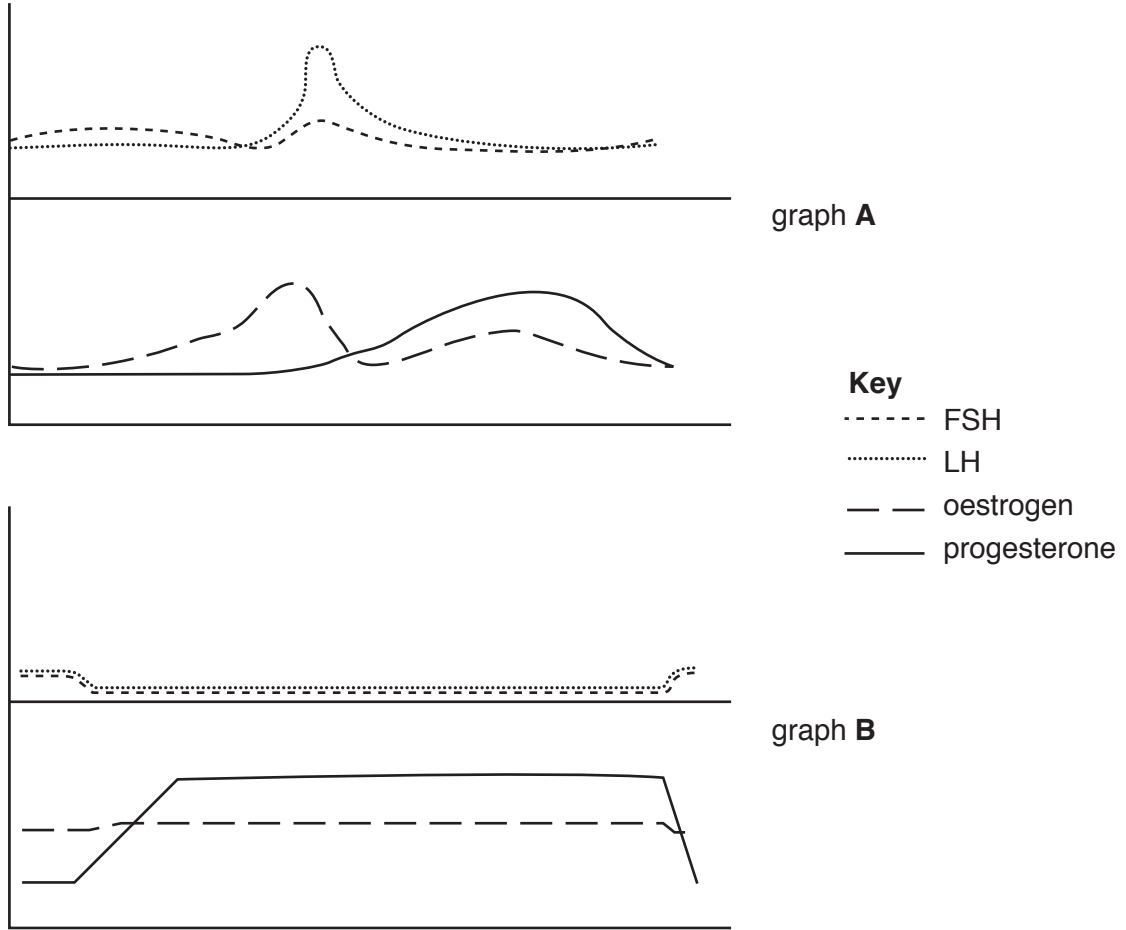 graph A
Key
FSH
LH
oestrogen
progesterone
graph B